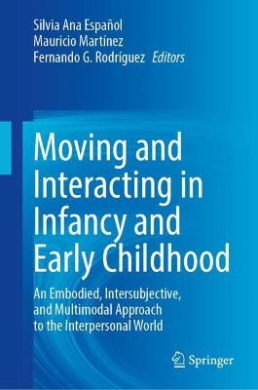 Silvia Ana Español
Mauricio Martínez
Fernando G. Rodríguez Editors
Moving and
Interacting in
Infancy and
Early Childhood
An Embodied, Intersubjective,
and Multimodal Approach
to the Interpersonal World
Springer